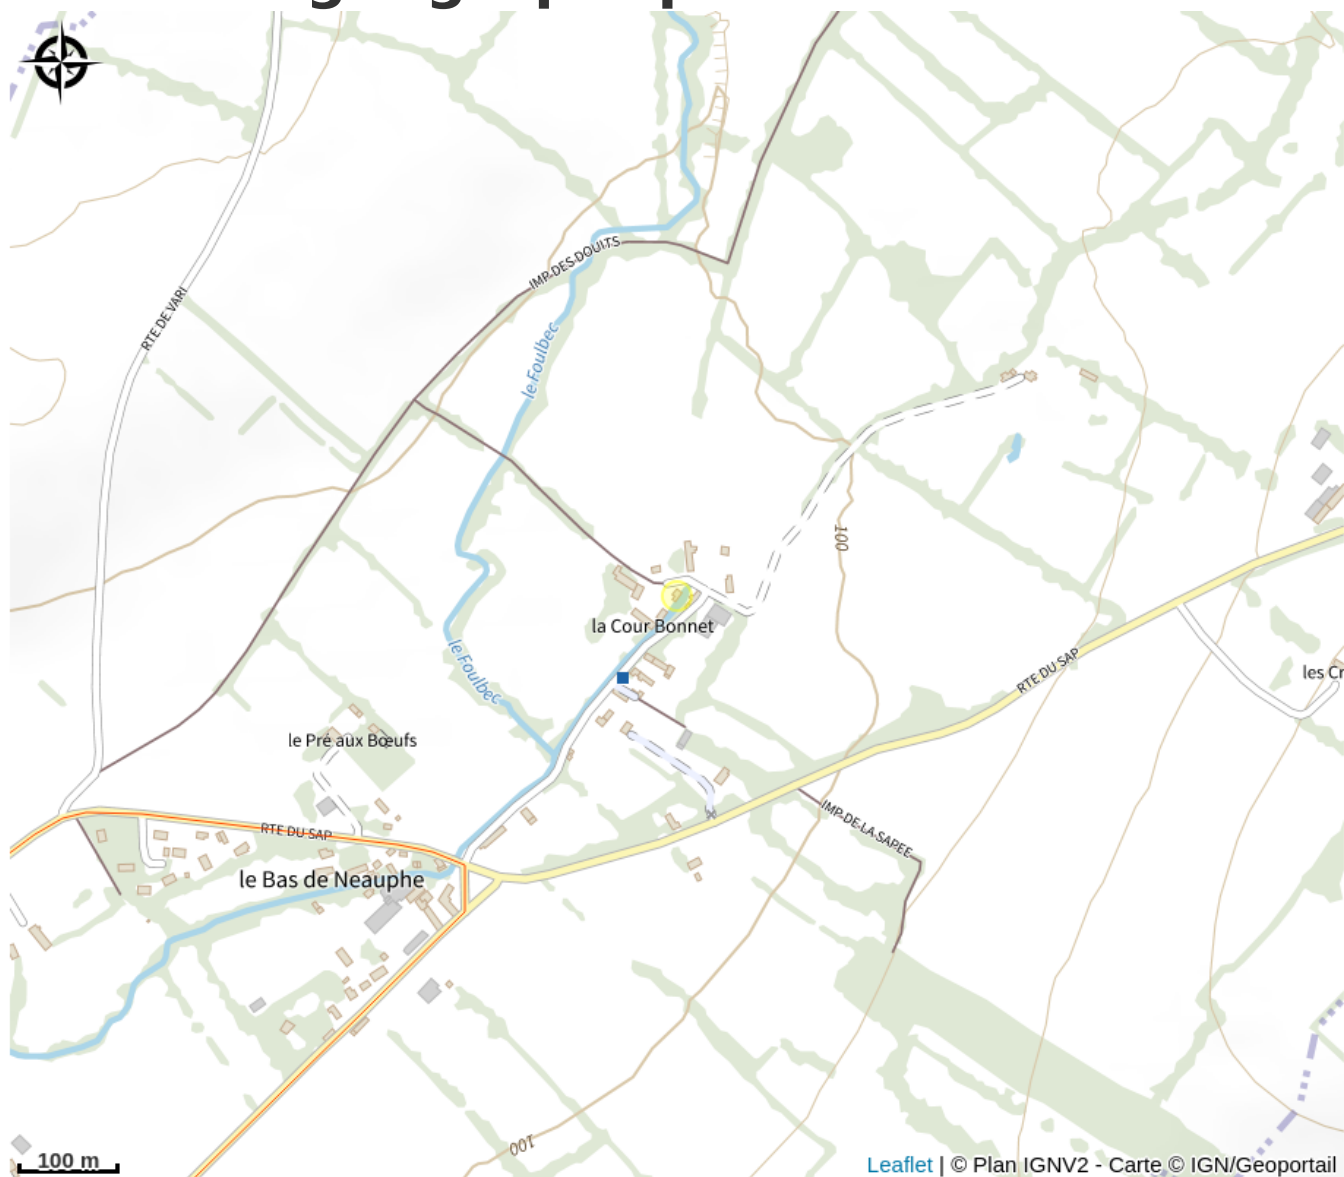 RTE DE VARI
IMP-DES-DOUITS
le Foulbec
100
la Cour Bonnet
le Foulbec
RTE DU SAP
les Cr
le Pré aux Bœufs
IMP-DE-LA-SAPEE
RTE DU SAP
le Bas de Neauphe
100
100 m
Leaflet | © Plan IGNV2 - Carte © IGN/Geoportail